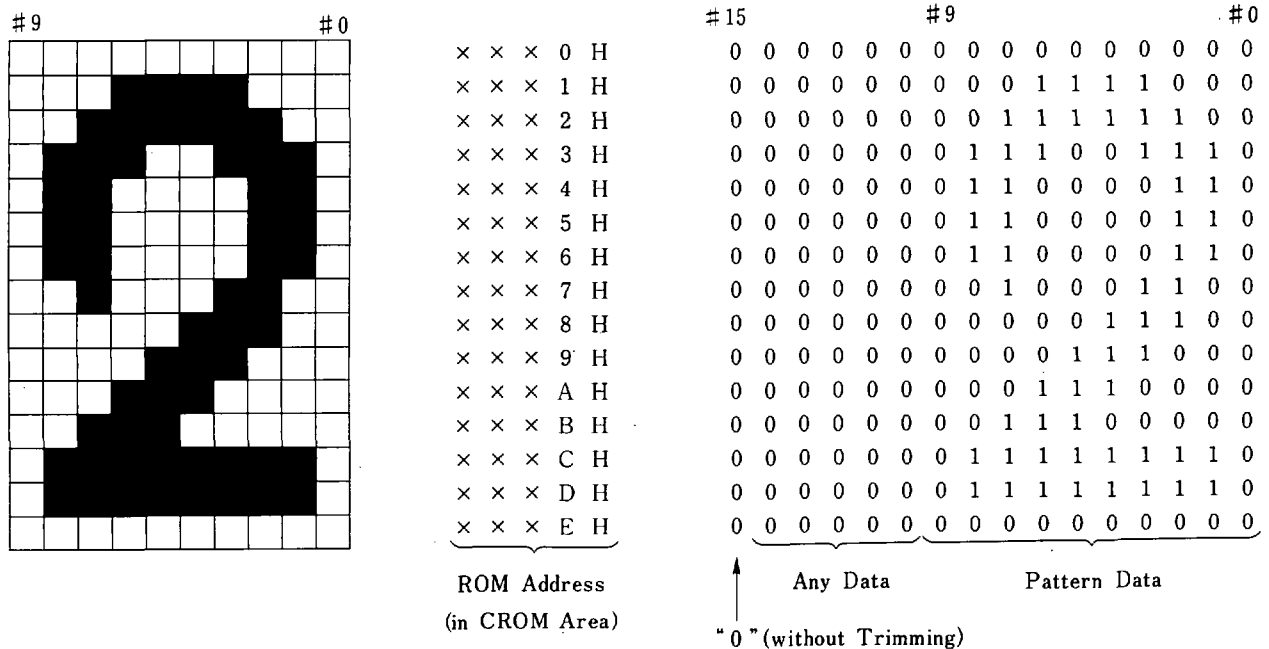 #9 #0 #15 #9 #0
× × × 0 H 0 0 0 0 0 0 0 0 0 0 0 0 0 0 0 0
× × × 1 H 0 0 0 0 0 0 0 0 0 1 1 1 1 0 0 0
× × × 2 H 0 0 0 0 0 0 0 0 1 1 1 1 1 1 0 0
× × × 3 H 0 0 0 0 0 0 0 1 1 1 0 0 1 1 1 0
× × × 4 H 0 0 0 0 0 0 0 1 1 0 0 0 0 1 1 0
× × × 5 H 0 0 0 0 0 0 0 1 1 0 0 0 0 1 1 0
× × × 6 H 0 0 0 0 0 0 0 1 1 0 0 0 0 1 1 0
× × × 7 H 0 0 0 0 0 0 0 0 1 0 0 0 1 1 0 0
× × × 8 H 0 0 0 0 0 0 0 0 0 0 0 1 1 1 0 0
× × × 9 H 0 0 0 0 0 0 0 0 0 0 1 1 1 0 0 0
× × × A H 0 0 0 0 0 0 0 0 0 1 1 1 0 0 0 0
× × × B H 0 0 0 0 0 0 0 0 1 1 1 0 0 0 0 0
× × × C H 0 0 0 0 0 0 0 1 1 1 1 1 1 1 1 0
× × × D H 0 0 0 0 0 0 0 1 1 1 1 1 1 1 1 0
× × × E H 0 0 0 0 0 0 0 0 0 0 0 0 0 0 0 0
ROM Address Any Data Pattern Data
(in CROM Area)
"0" (without Trimming)